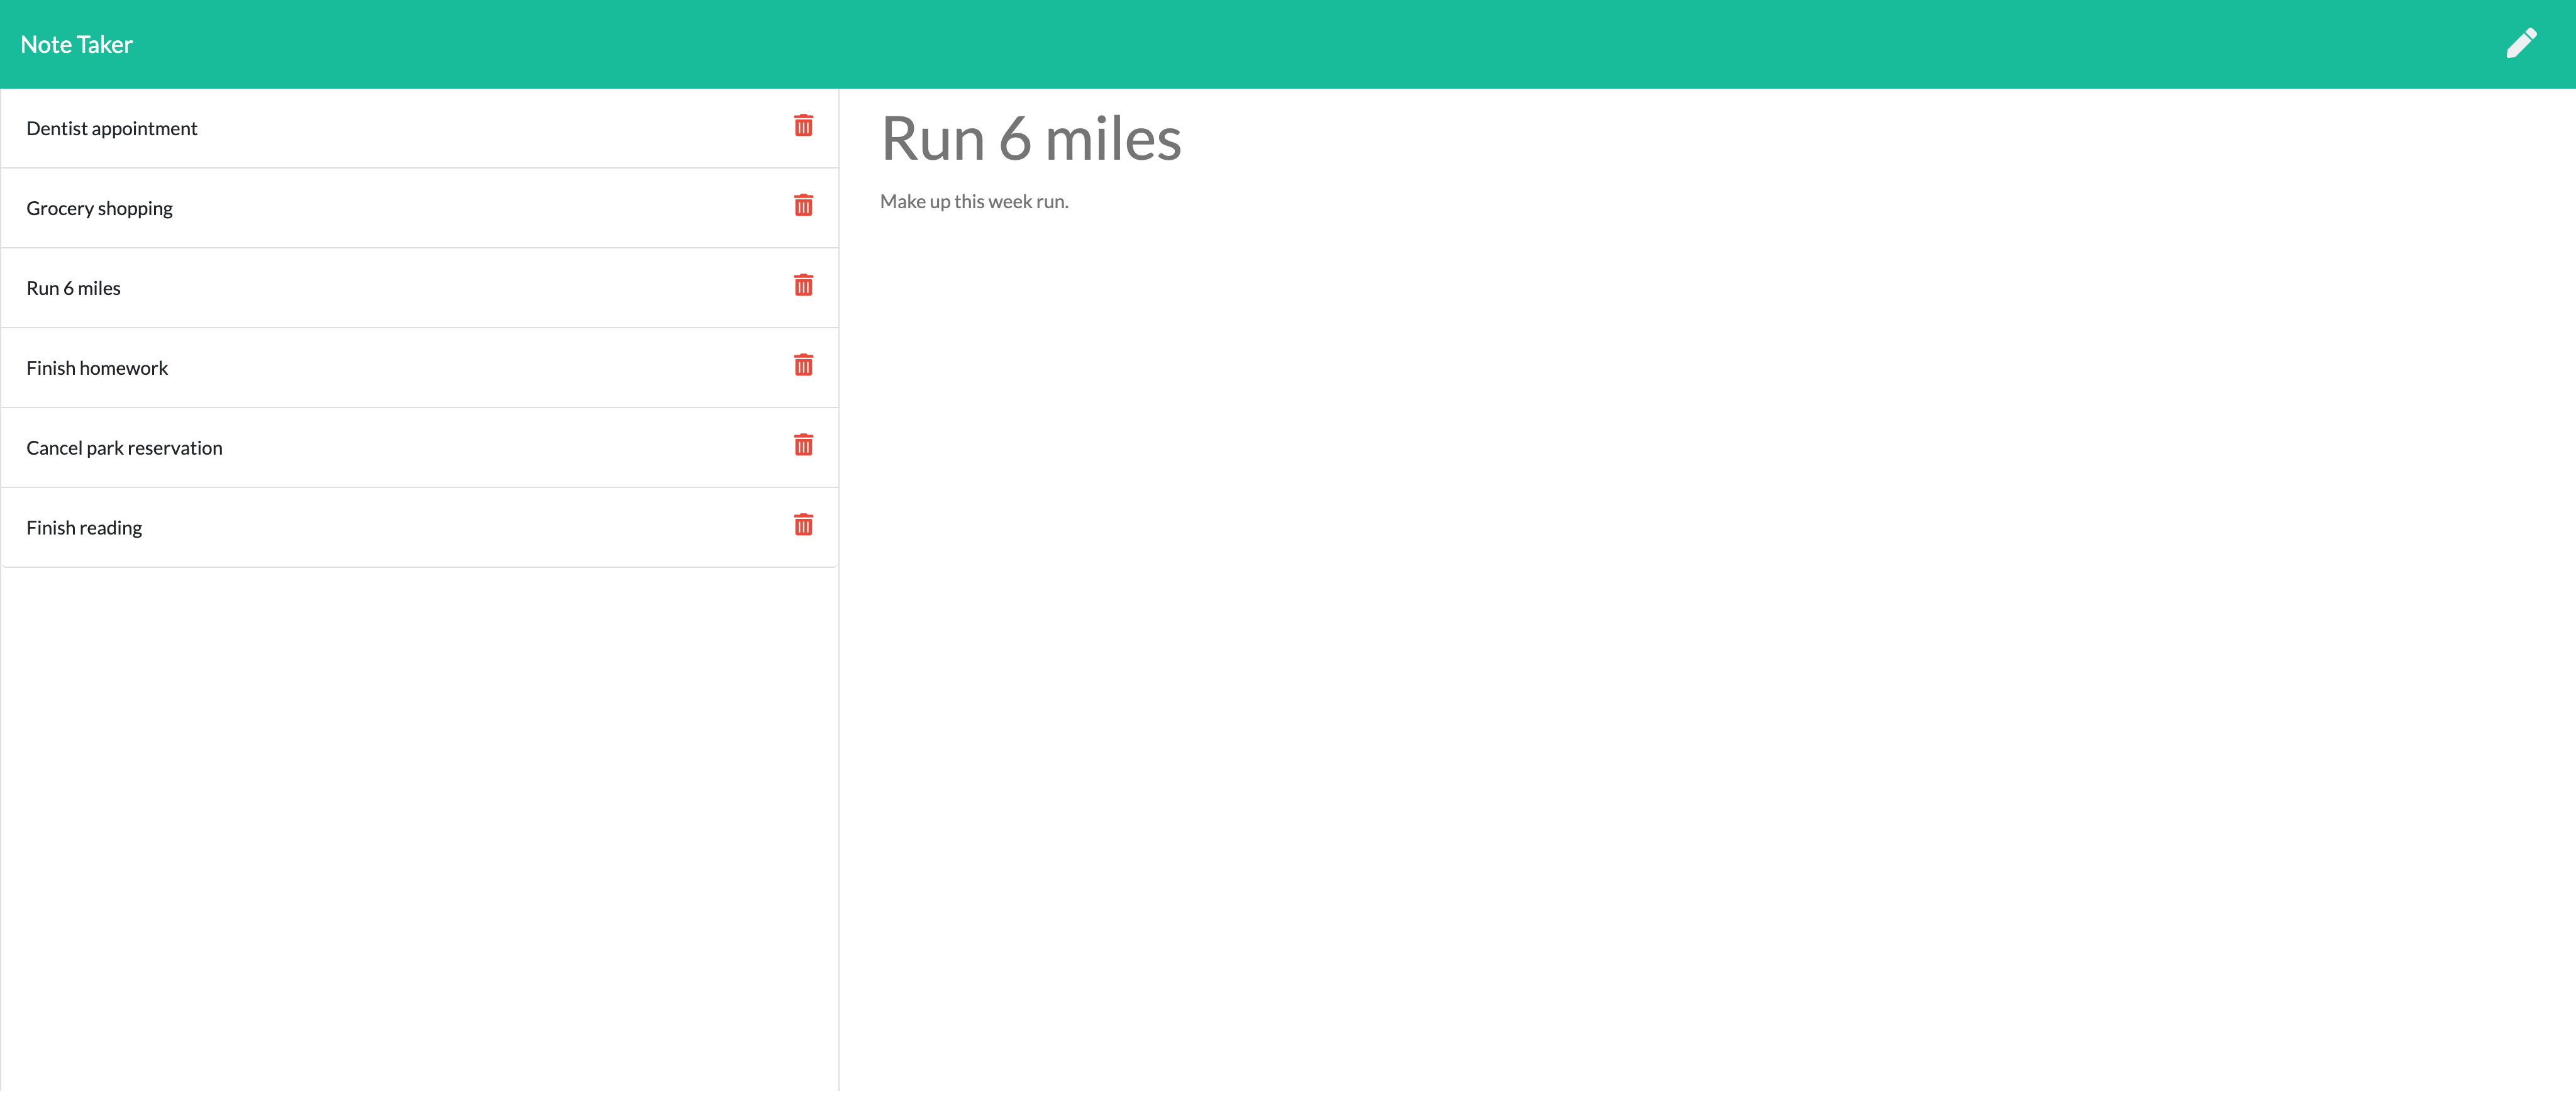 Note Taker
Dentist appointment
Grocery shopping
Run 6 miles
Finish homework
Cancel park reservation
Finish reading
Run 6 miles
Make up this week run.